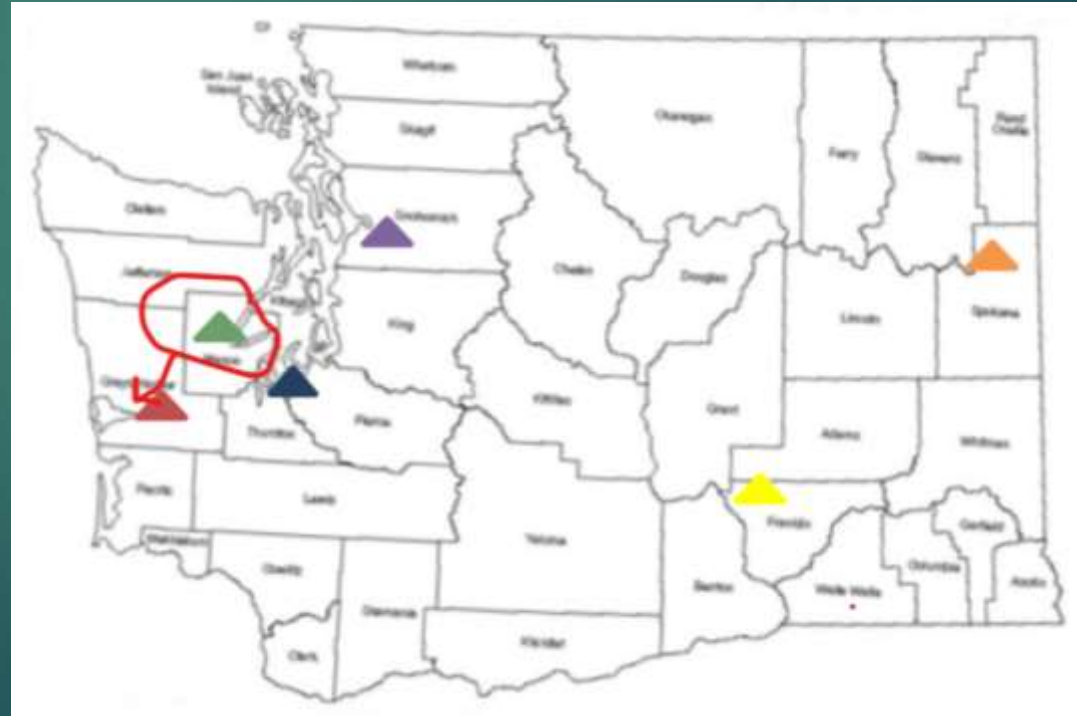 Whatcom
San Juan
Island
Skagit
Okanogan
Ferry
Stevens
Pend
Oreille
Clallam
Snohomish
Jefferson
Chelan
Douglas
Kitsap
King
Lincoln
Spokane
Mason
Grays
Kittitas
Grant
Adams
Whitman
Thurston
Pierce
Pacific
Lewis
Yakima
Franklin
Garfield
Wahkiakum
Cowlitz
Benton
Walla Walla
Columbia
Asotin
Skamania
Klickitat
Clark